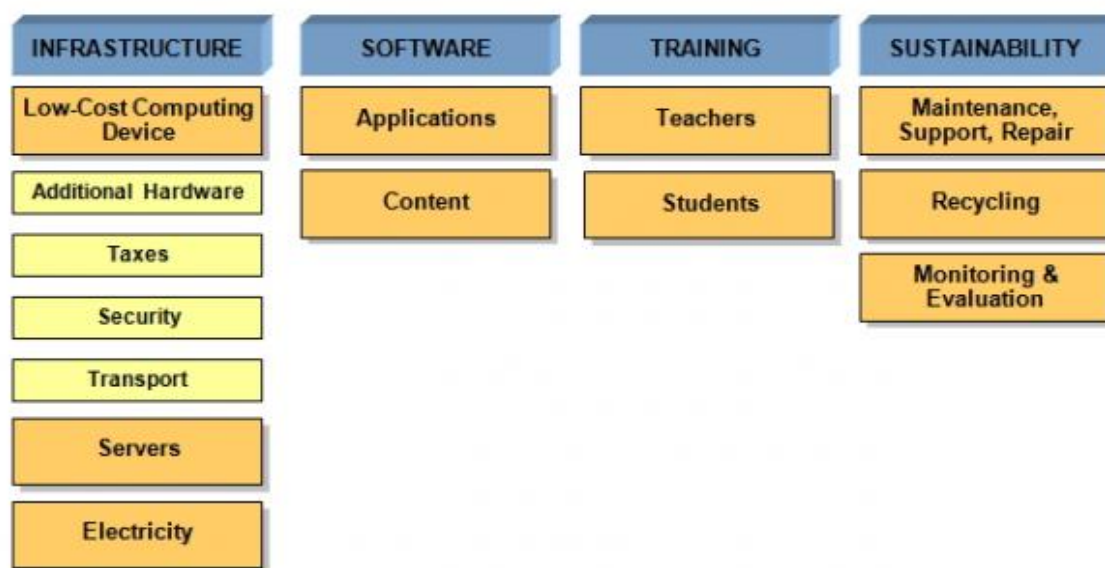 INFRASTRUCTURE
Low-Cost Computing
Device
Additional Hardware
Taxes
Security
Transport
Servers
Electricity
SOFTWARE
Applications
Content
TRAINING
Teachers
Students
SUSTAINABILITY
Maintenance,
Support, Repair
Recycling
Monitoring &
Evaluation